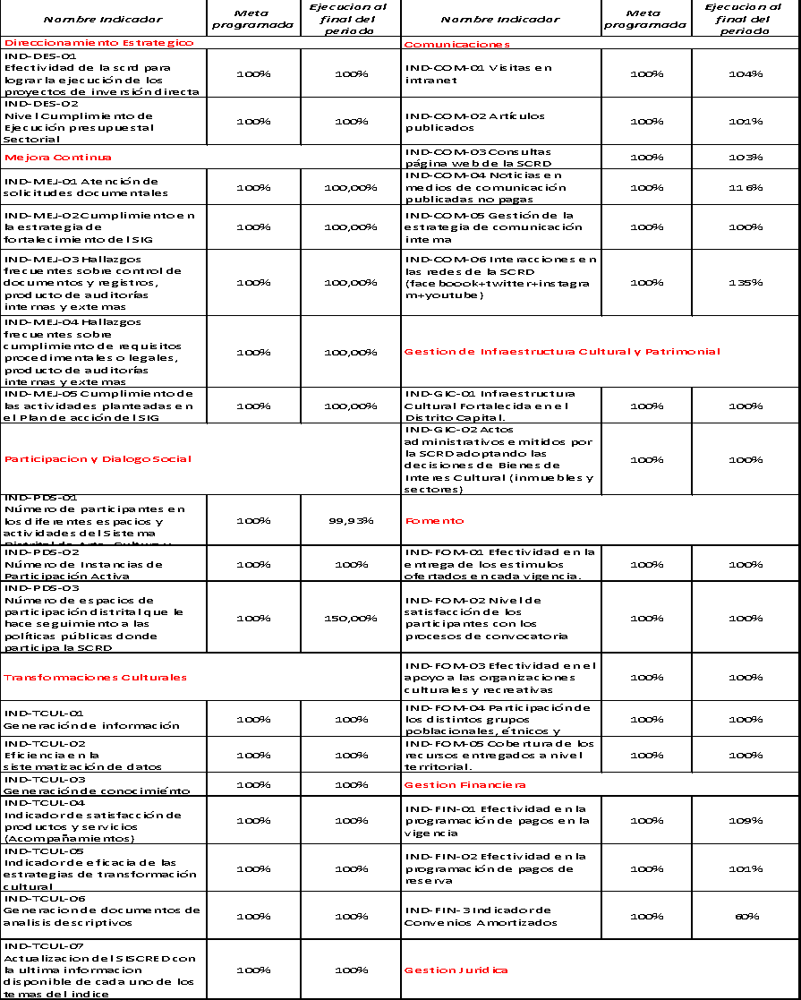 Nombre Indicador
Meta
programada
Ejecucion al
final del
periodo
Direccionamiento Estrategico
IND-DES-01
Efectividad de la scrd para
lograr la ejecución de los
proyectos de inversión directa
100%
100%
IND-DES-02
Nivel Cumplimiento de
Ejecución presupuestal
Sectorial
100%
100%
Mejora Continua
IND-MEJ-01 Atención de
solicitudes documentales
100%
100,00%
IND-MEJ-02 Cumplimiento en
la estrategia de
fortalecimiento del SIG
100%
100,00%
IND-MEJ-03 Hallazgos
frecuentes sobre control de
documentos y registros,
producto de auditorías
internas y externas
100%
100,00%
IND-MEJ-04 Hallazgos
frecuentes sobre
cumplimiento de requisitos
procedimentales o legales,
producto de auditorías
internas y externas
100%
100,00%
IND-MEJ-05 Cumplimiento de
las actividades planteadas en
el Plan de acción del SIG
100%
100,00%
Participacion y Dialogo Social
IND-PDS-01
Número de participantes en
los diferentes espacios y
actividades del Sistema
Distrital de Arte, Cultura y
100%
99,93%
IND-PDS-02
Número de Instancias de
Participación Activa
100%
100%
IND-PDS-03
Número de espacios de
participación distrital que le
hace seguimiento a las
políticas públicas donde
participa la SCRD
100%
150,00%
Transformaciones Culturales
IND-TCUL-01
Generación de información
100%
100%
IND-TCUL-02
Eficiencia en la
sistematización de datos
100%
100%
IND-TCUL-03
Generación de conocimiento
100%
100%
IND-TCUL-04
Indicador de satisfacción de
productos y servicios
(Acompañamientos)
100%
100%
IND-TCUL-05
Indicador de eficacia de las
estrategias de transformación
cultural
100%
100%
IND-TCUL-06
Generacion de documentos de
analisis descriptivos
100%
100%
IND-TCUL-07
Actualizacion del SISCRED con
la ultima informacion
disponible de cada uno de los
temas del indice
100%
100%
Nombre Indicador
Meta
programada
Ejecucion al
final del
periodo
Comunicaciones
IND-COM-01 Visitas en
intranet
100%
104%
IND-COM-02 Artículos
publicados
100%
101%
IND-COM-03 Consultas
página web de la SCRD
100%
103%
IND-COM-04 Noticias en
medios de comunicación
publicadas no pagas
100%
116%
IND-COM-05 Gestión de la
estrategia de comunicación
interna
100%
100%
IND-COM-06 Interacciones en
las redes de la SCRD
(faceboook+twitter+instagra
m+youtube)
100%
135%
Gestion de Infraestructura Cultural y Patrimonial
IND-GIC-01 Infraestructura
Cultural Fortalecida en el
Distrito Capital.
100%
100%
IND-GIC-02 Actos
administrativos emitidos por
la SCRD adoptando las
decisiones de Bienes de
Interes Cultural (inmuebles y
sectores)
100%
100%
Fomento
IND-FOM-01 Efectividad en la
entrega de los estimulos
ofertados en cada vigencia.
100%
100%
IND-FOM-02 Nivel de
satisfacción de los
participantes con los
procesos de convocatoria
100%
100%
IND-FOM-03 Efectividad en el
apoyo a las organizaciones
culturales y recreativas
100%
100%
IND-FOM-04 Participación de
los distintos grupos
poblacionales, étnicos y
100%
100%
IND-FOM-05 Cobertura de los
recursos entregados a nivel
territorial.
100%
100%
Gestion Financiera
IND-FIN-01 Efectividad en la
programación de pagos en la
vigencia
100%
109%
IND-FIN-02 Efectividad en la
programación de pagos de
reserva
100%
101%
IND-FIN-3 Indicador de
Convenios Amortizados
100%
60%
Gestion Juridica